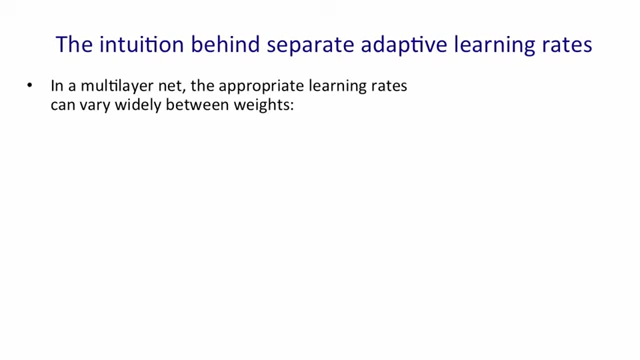 The intuition behind separate adaptive learning rates
• In a multilayer net, the appropriate learning rates
can vary widely between weights: